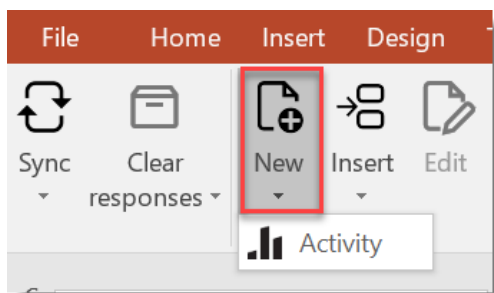 File Home Insert Design
Sync Clear responses New Insert Edit
Activity